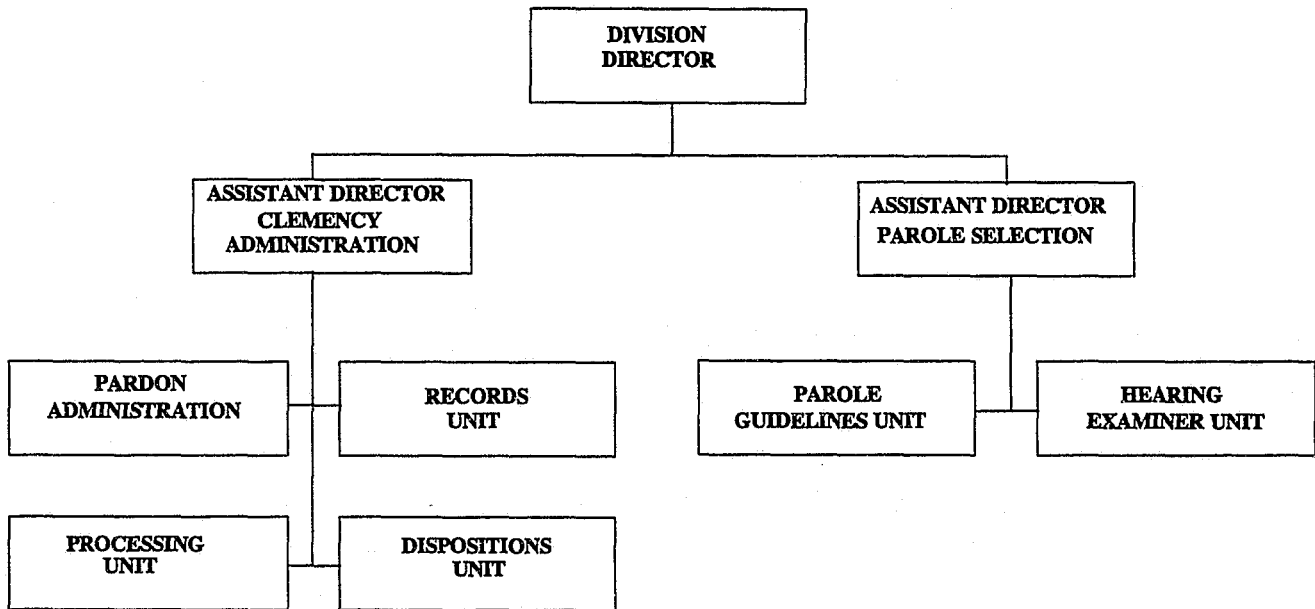 DIVISION
DIRECTOR
ASSISTANT DIRECTOR
CLEMENCY
ADMINISTRATION
ASSISTANT DIRECTOR
PAROLE SELECTION
PARDON
ADMINISTRATION
RECORDS
UNIT
PAROLE
GUIDELINES UNIT
HEARING
EXAMINER UNIT
PROCESSING
UNIT
DISPOSITIONS
UNIT